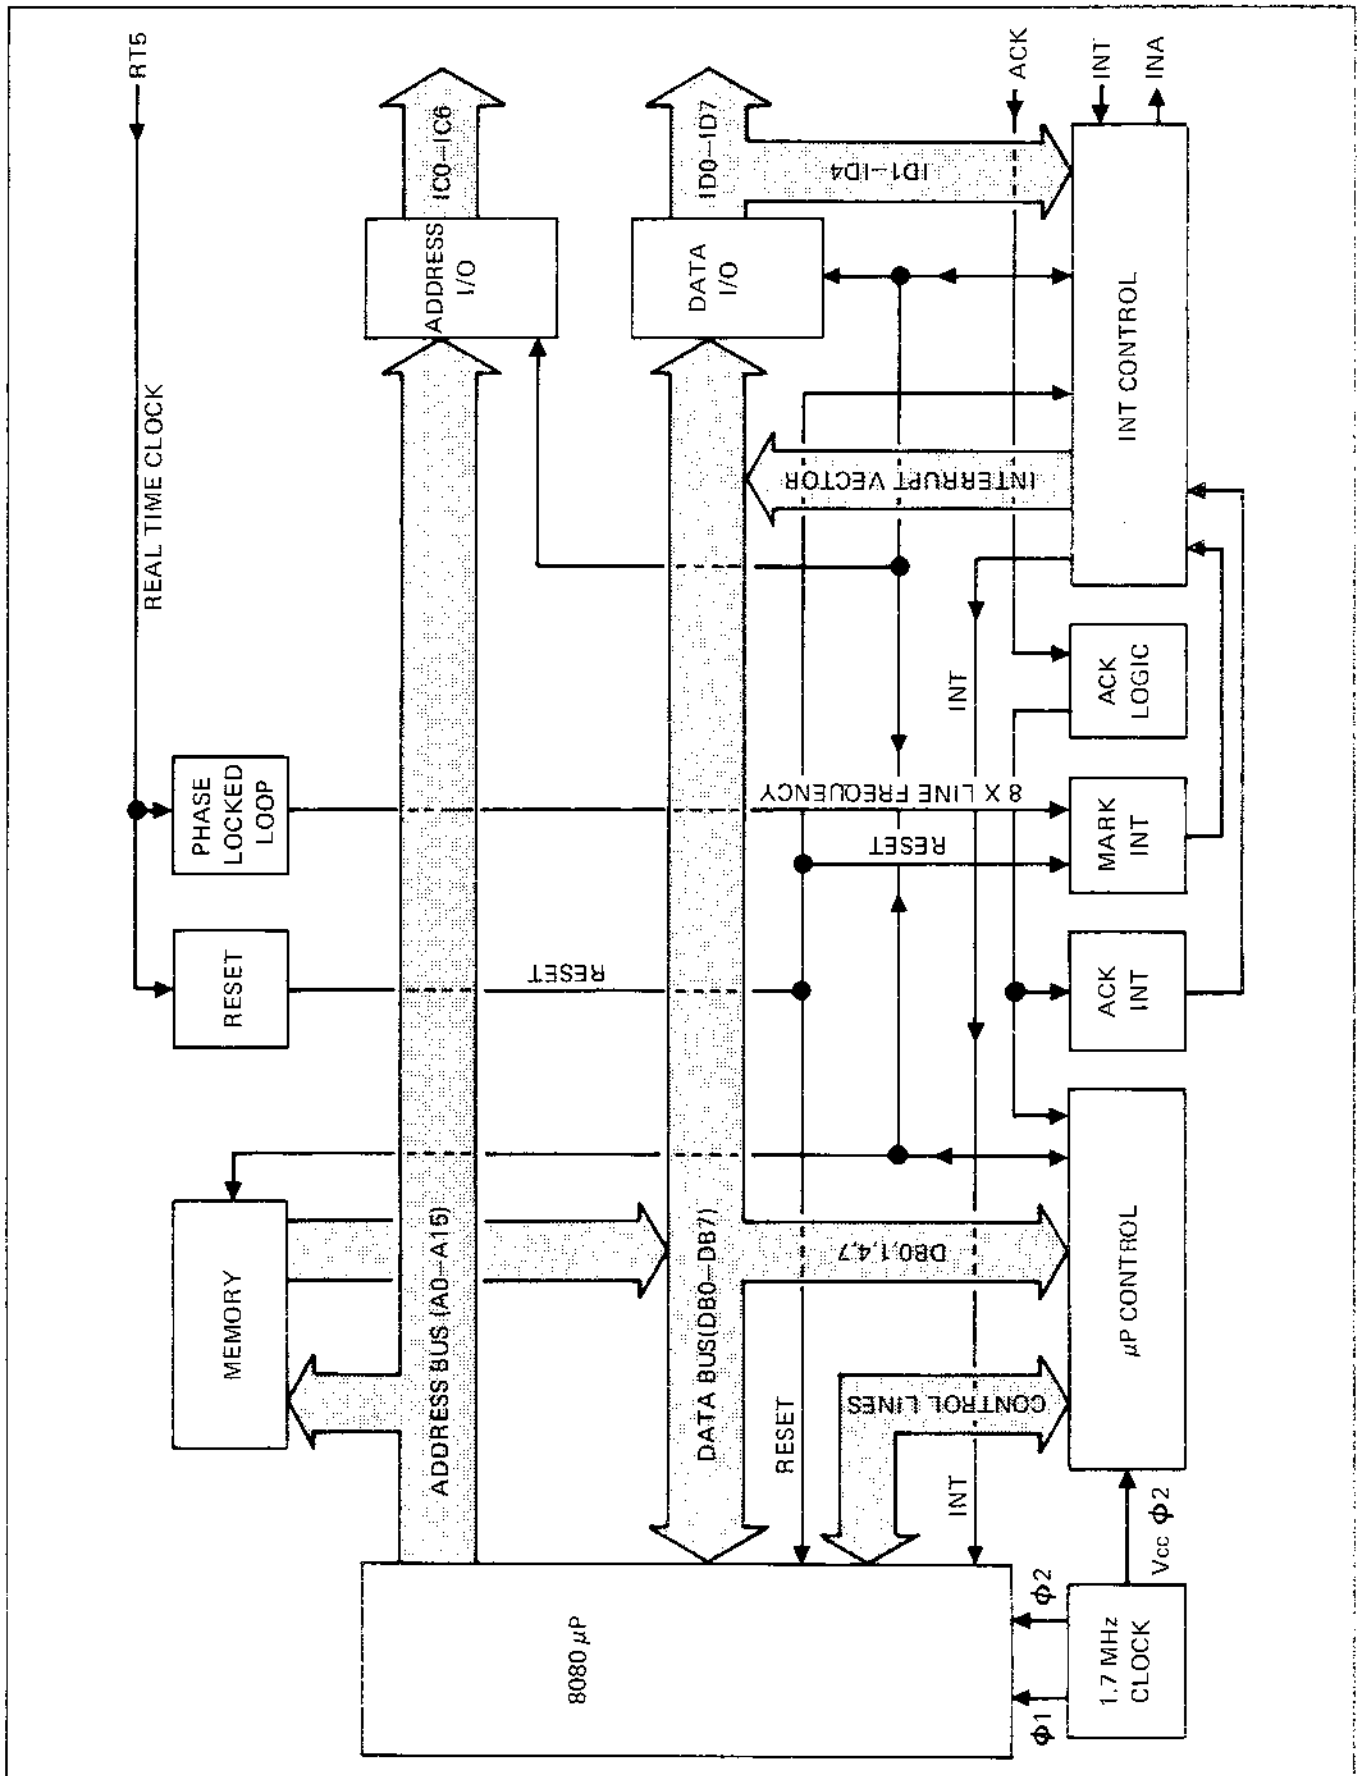 RT5
REAL TIME CLOCK
PHASE
LOCKED
LOOP
RESET
MEMORY
IC0–IC6
ADDRESS
I/O
ADDRESS BUS (A0–A15)
ID0–ID7
DATA
I/O
ID1–ID4
DATA BUS(DB0–DB7)
RESET
INTERRUPT VECTOR
8 X LINE FREQUENCY
RESET
DB0,1,4,7
RESET
CONTROL LINES
INT
INT
ACK
INT
INA
INT CONTROL
ACK
LOGIC
MARK
INT
ACK
INT
μP CONTROL
8080 μP
Φ1
Φ2
Vcc Φ2
1.7 MHz
CLOCK